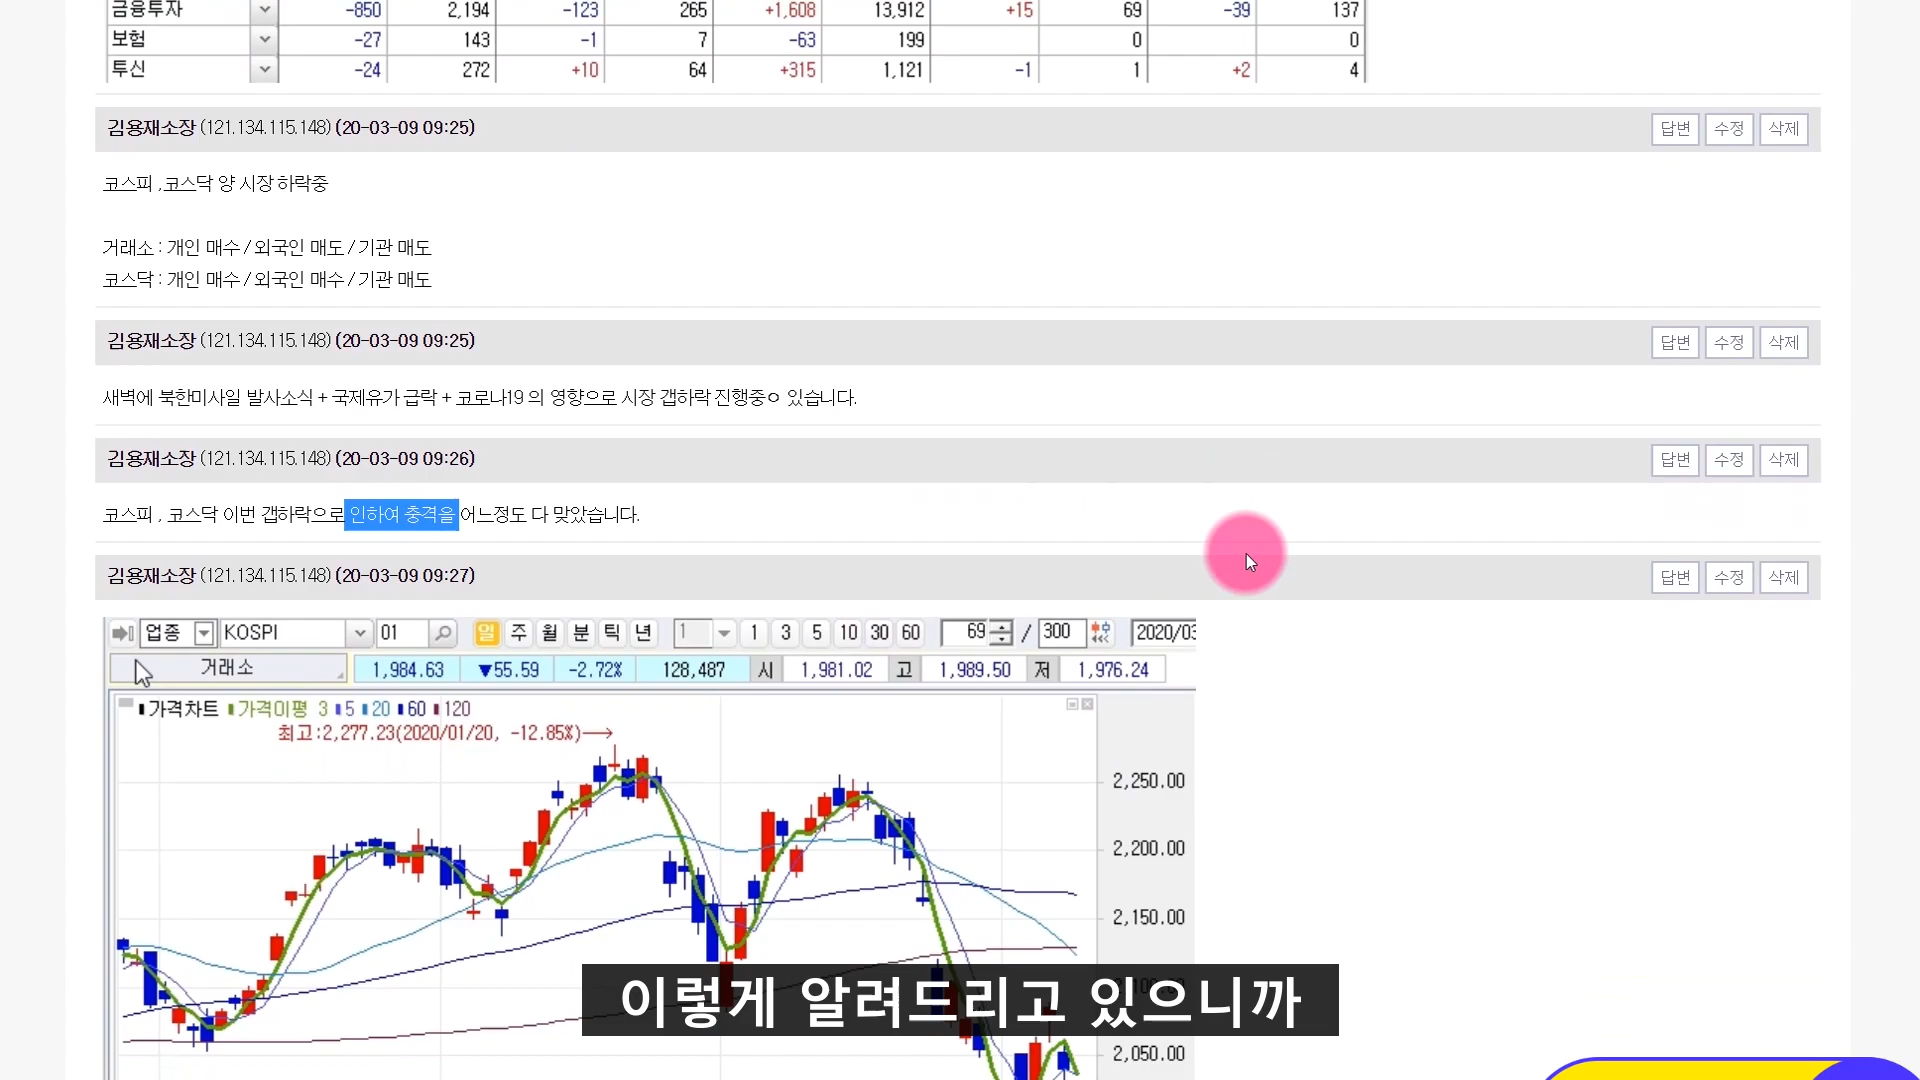 금융투자 -850 2,194 -123 265 +1,608 13,912 +15 69 -39 137
보험 -27 143 -1 7 -63 199 0 0
투신 -24 272 +10 64 +315 1,121 -1 1 +2 4
김용재소장 (121.134.115.148) (20-03-09 09:25) 답변 수정 삭제
코스피 ,코스닥 양 시장 하락중
거래소 : 개인 매수 / 외국인 매도 / 기관 매도
코스닥 : 개인 매수 / 외국인 매수 / 기관 매도
김용재소장 (121.134.115.148) (20-03-09 09:25) 답변 수정 삭제
새벽에 북한미사일 발사소식 + 국제유가 급락 + 코로나19 의 영향으로 시장 갭하락 진행중ㅇ 있습니다.
김용재소장 (121.134.115.148) (20-03-09 09:26) 답변 수정 삭제
코스피 , 코스닥 이번 갭하락으로 인하여 충격을 어느정도 다 맞았습니다.
김용재소장 (121.134.115.148) (20-03-09 09:27) 답변 수정 삭제
업종 KOSPI 01 일 주 월 분 틱 년 1 1 3 5 10 30 60 69 / 300 2020/03
거래소 1,984.63 ▼55.59 -2.72% 128,487 시 1,981.02 고 1,989.50 저 1,976.24
가격차트 가격이평 3 5 20 60 120
최고:2,277.23(2020/01/20, -12.85%)→
2,250.00
2,200.00
2,150.00
2,100.00
2,050.00
이렇게 알려드리고 있으니까